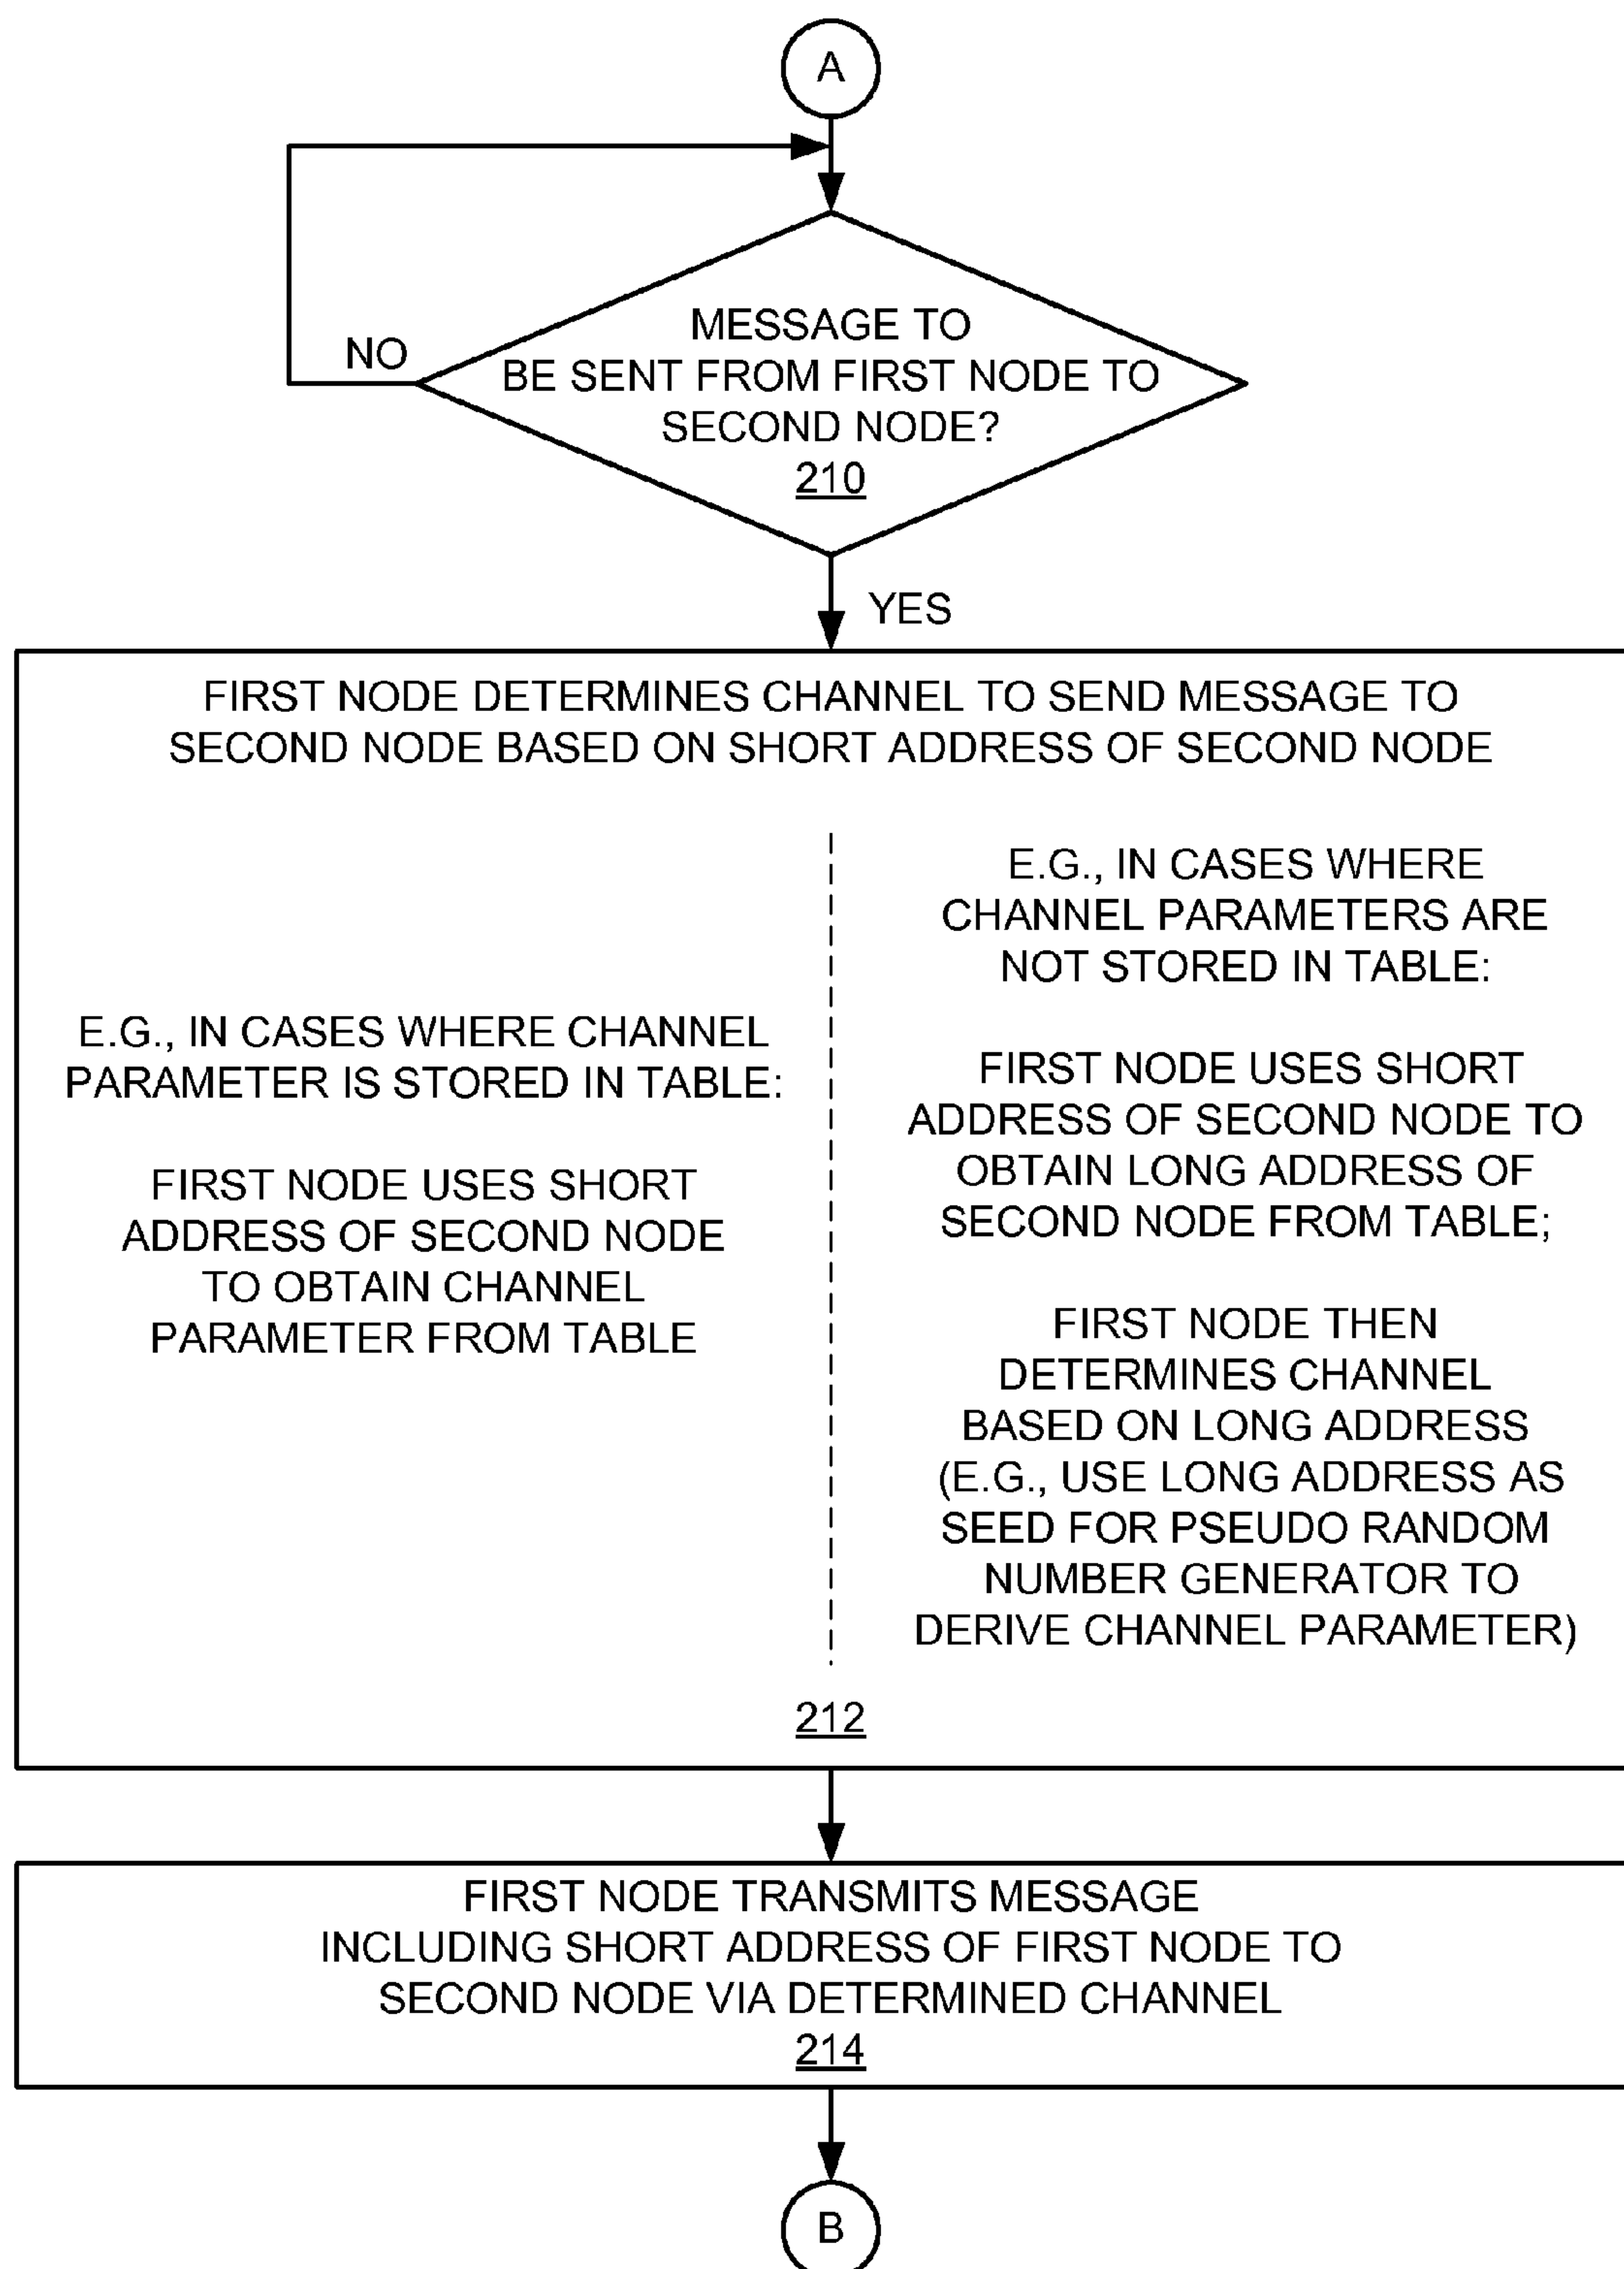 A
MESSAGE TO
BE SENT FROM FIRST NODE TO
SECOND NODE?
210
NO
YES
FIRST NODE DETERMINES CHANNEL TO SEND MESSAGE TO
SECOND NODE BASED ON SHORT ADDRESS OF SECOND NODE
E.G., IN CASES WHERE CHANNEL
PARAMETER IS STORED IN TABLE:
FIRST NODE USES SHORT
ADDRESS OF SECOND NODE
TO OBTAIN CHANNEL
PARAMETER FROM TABLE
E.G., IN CASES WHERE
CHANNEL PARAMETERS ARE
NOT STORED IN TABLE:
FIRST NODE USES SHORT
ADDRESS OF SECOND NODE TO
OBTAIN LONG ADDRESS OF
SECOND NODE FROM TABLE;
FIRST NODE THEN
DETERMINES CHANNEL
BASED ON LONG ADDRESS
(E.G., USE LONG ADDRESS AS
SEED FOR PSEUDO RANDOM
NUMBER GENERATOR TO
DERIVE CHANNEL PARAMETER)
212
FIRST NODE TRANSMITS MESSAGE
INCLUDING SHORT ADDRESS OF FIRST NODE TO
SECOND NODE VIA DETERMINED CHANNEL
214
B